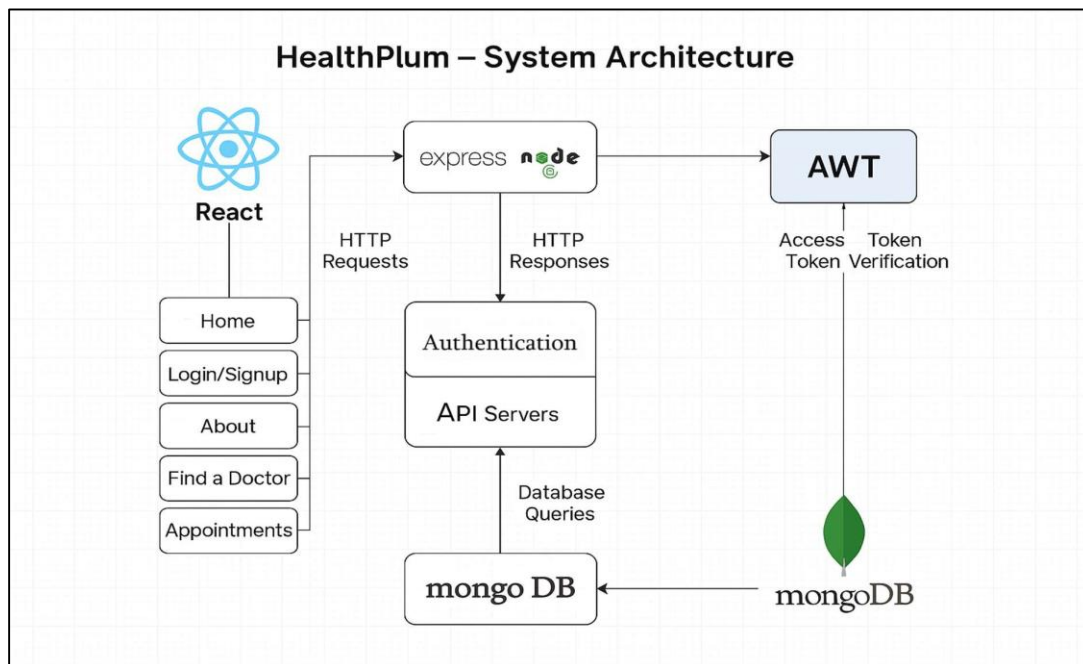 HealthPlum – System Architecture
React
Home
Login/Signup
About
Find a Doctor
Appointments
HTTP
Requests
express node
HTTP
Responses
Authentication
API Servers
Database
Queries
mongo DB
AWT
Access Token
Token Verification
mongoDB